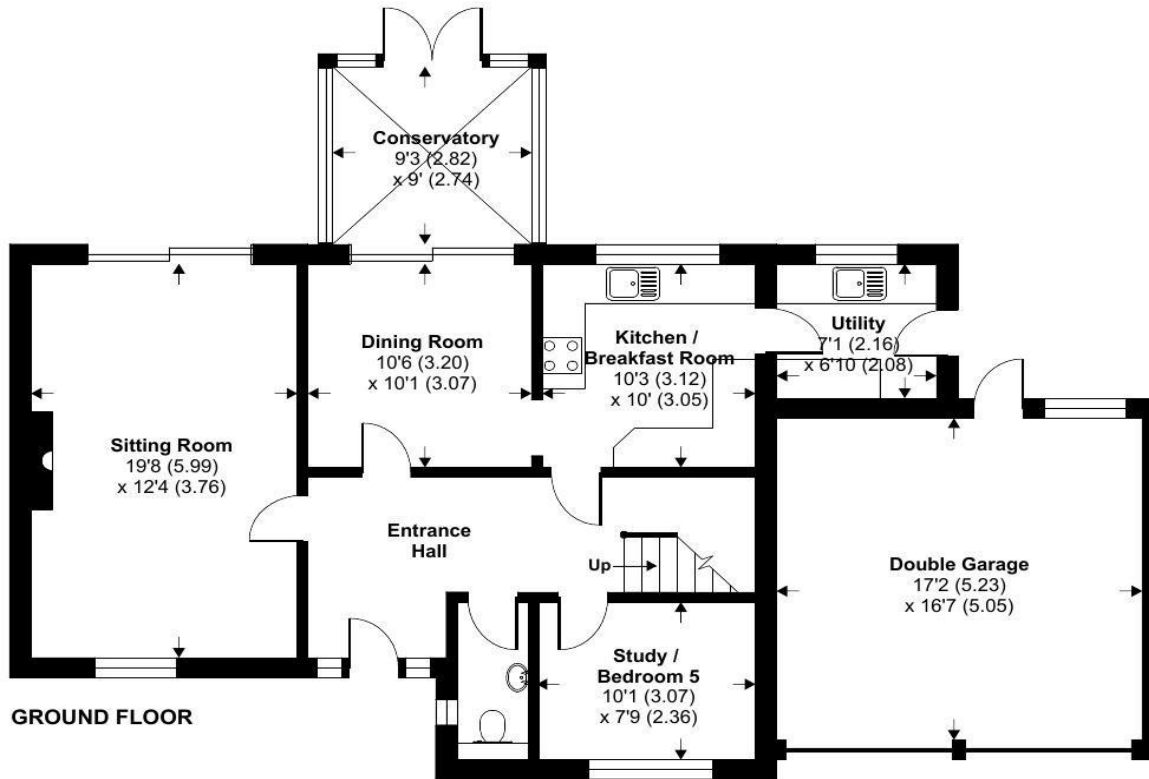 Conservatory
9'3 (2.82)
x 9' (2.74)
Dining Room
10'6 (3.20)
x 10'1 (3.07)
Kitchen /
Breakfast Room
10'3 (3.12)
x 10' (3.05)
Utility
7'1 (2.16)
x 6'10 (2.08)
Sitting Room
19'8 (5.99)
x 12'4 (3.76)
Entrance
Hall
Up
Double Garage
17'2 (5.23)
x 16'7 (5.05)
Study /
Bedroom 5
10'1 (3.07)
x 7'9 (2.36)
GROUND FLOOR